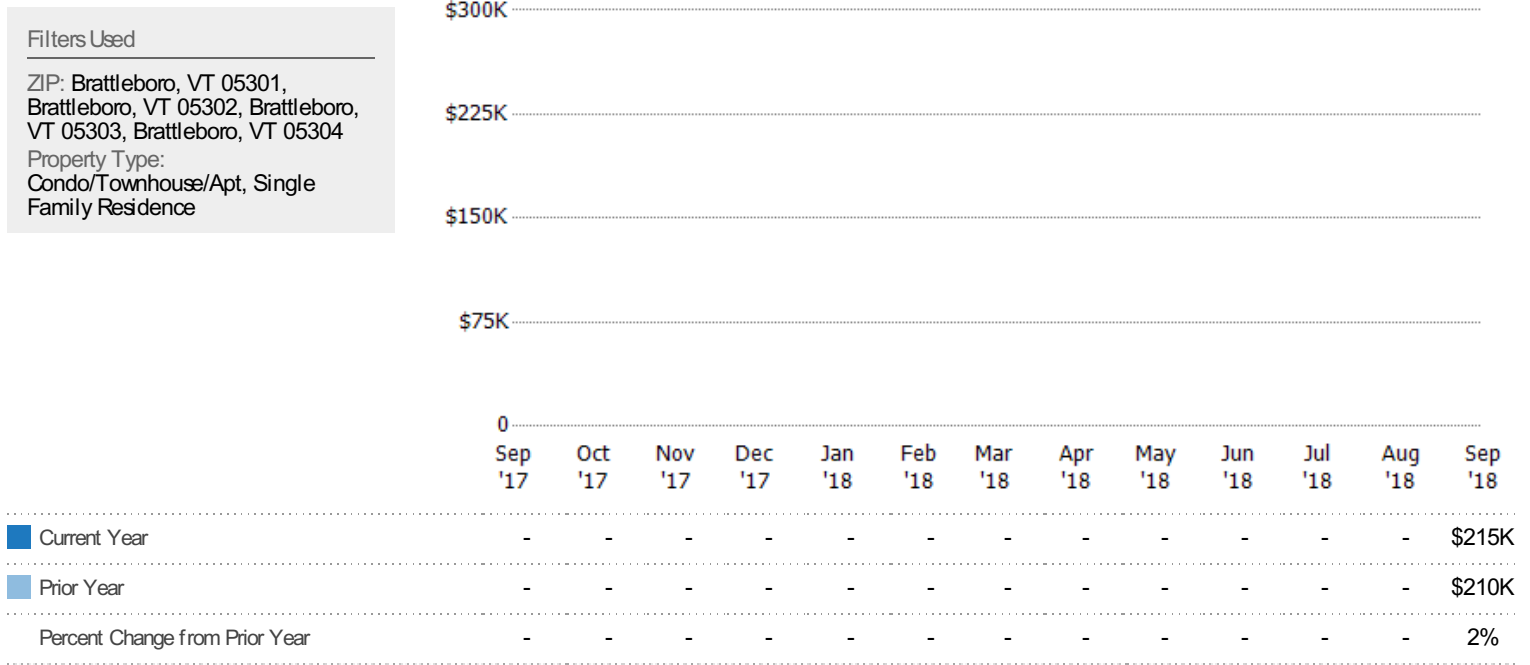 Filters Used
ZIP: Brattleboro, VT 05301,
Brattleboro, VT 05302, Brattleboro,
VT 05303, Brattleboro, VT 05304
Property Type:
Condo/Townhouse/Apt, Single
Family Residence
$300K
$225K
$150K
$75K
0
Sep Oct Nov Dec Jan Feb Mar Apr May Jun Jul Aug Sep
'17 '17 '17 '17 '18 '18 '18 '18 '18 '18 '18 '18 '18
Current Year - - - - - - - - - - - - $215K
Prior Year - - - - - - - - - - - - $210K
Percent Change from Prior Year - - - - - - - - - - - - 2%